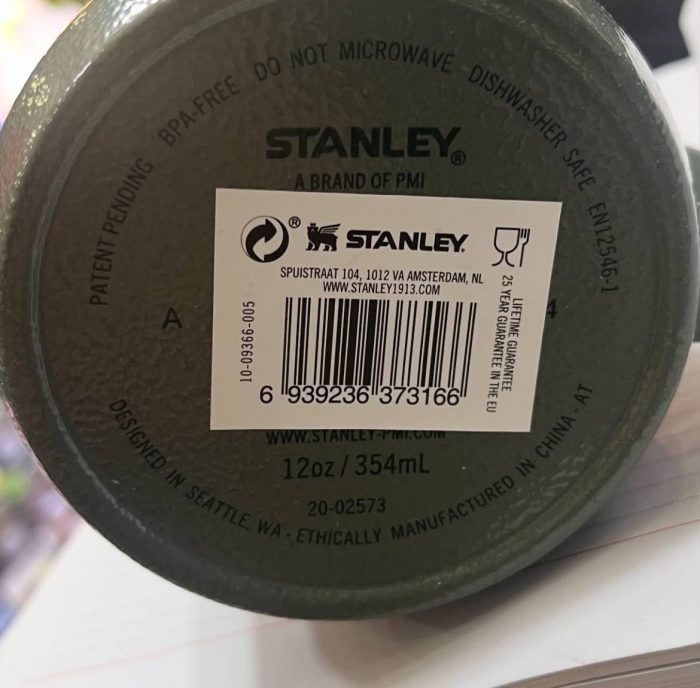 PATENT PENDING BPA-FREE DO NOT MICROWAVE DISHWASHER SAFE EN12546-1
STANLEY®
A BRAND OF PMI
® STANLEY.
SPUISTRAAT 104, 1012 VA AMSTERDAM, NL
WWW.STANLEY1913.COM
10-09366-005
6 939236 373166
LIFETIME GUARANTEE
25 YEAR GUARANTEE IN THE EU
A
4
WWW.STANLEY-PMI.COM
12oz / 354mL
20-02573
DESIGNED IN SEATTLE, WA - ETHICALLY MANUFACTURED IN CHINA - AT